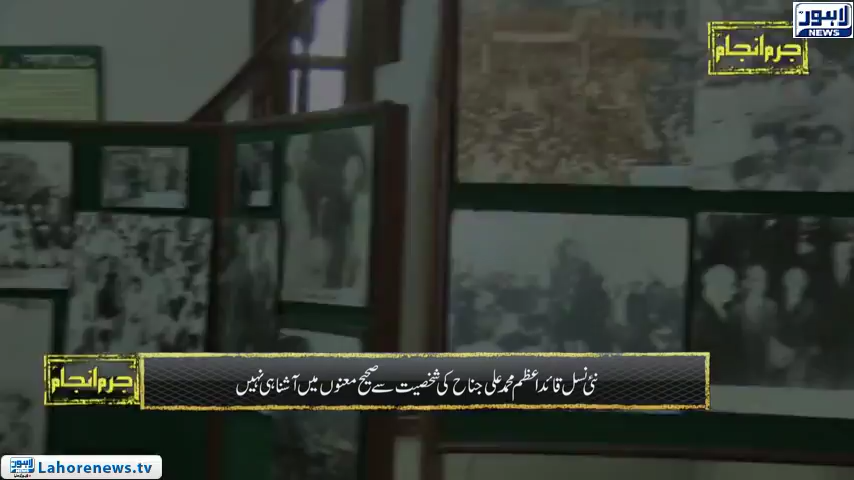 لاہور
NEWS
جرم انجام
نئی نسل قائداعظم محمد علی جناح کی شخصیت سے صحیح معنوں میں آشنا ہی نہیں
جرم انجام
لاہور
Lahorenews.tv